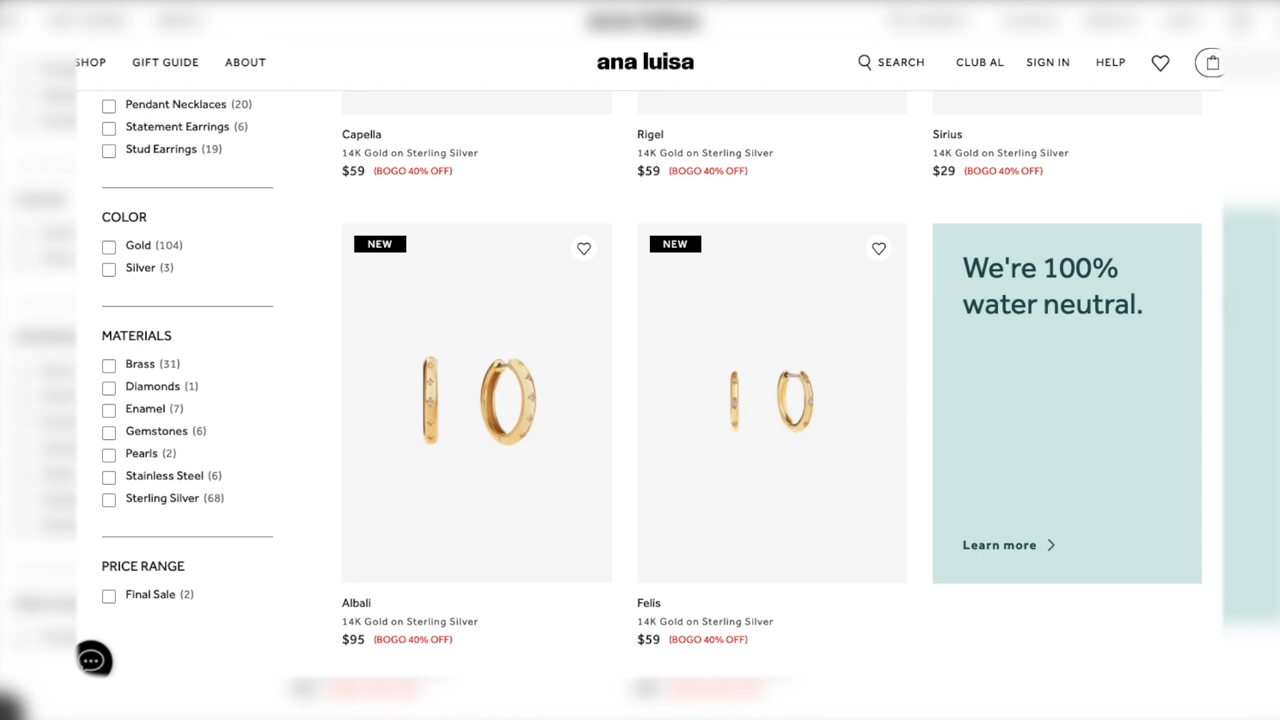 SHOP GIFT GUIDE ABOUT
ana luisa
SEARCH CLUB AL SIGN IN HELP
Pendant Necklaces (20)
Statement Earrings (6)
Stud Earrings (19)
COLOR
Gold (104)
Silver (3)
MATERIALS
Brass (31)
Diamonds (1)
Enamel (7)
Gemstones (6)
Pearls (2)
Stainless Steel (6)
Sterling Silver (68)
PRICE RANGE
Final Sale (2)
Capella
14K Gold on Sterling Silver
$59 (BOGO 40% OFF)
Rigel
14K Gold on Sterling Silver
$59 (BOGO 40% OFF)
Sirius
14K Gold on Sterling Silver
$29 (BOGO 40% OFF)
NEW
Albali
14K Gold on Sterling Silver
$95 (BOGO 40% OFF)
NEW
Felis
14K Gold on Sterling Silver
$59 (BOGO 40% OFF)
We're 100%
water neutral.
Learn more